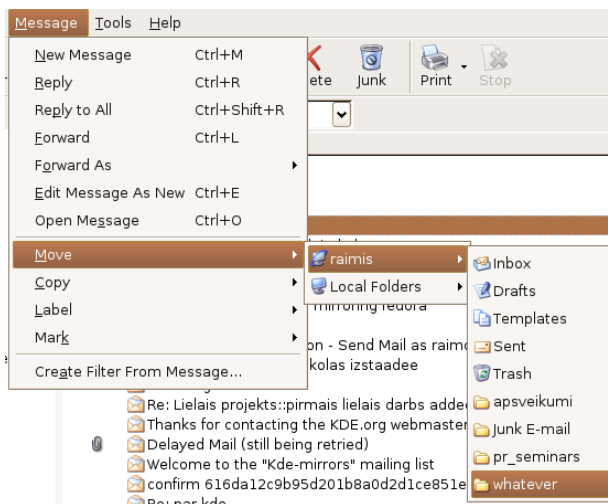 Message Tools Help
New Message Ctrl+M
Reply Ctrl+R
Reply to All Ctrl+Shift+R
Forward Ctrl+L
Forward As
Edit Message As New Ctrl+E
Open Message Ctrl+O
Move
Copy
Label
Mark
Create Filter From Message...
ete Junk Print Stop
raimis
Local Folders
Inbox
Drafts
Templates
Sent
Trash
apsveikumi
Junk E-mail
pr_seminars
whatever
mirroring fedora
on - Send Mail as raimo
kolas izstaadee
Re: Lielais projekts::pirmais lielais darbs added
Thanks for contacting the KDE.org webmaster
Delayed Mail (still being retried)
Welcome to the "Kde-mirrors" mailing list
confirm 616da12c9b95d201b8a0d2d1ce851e
Re: par kde